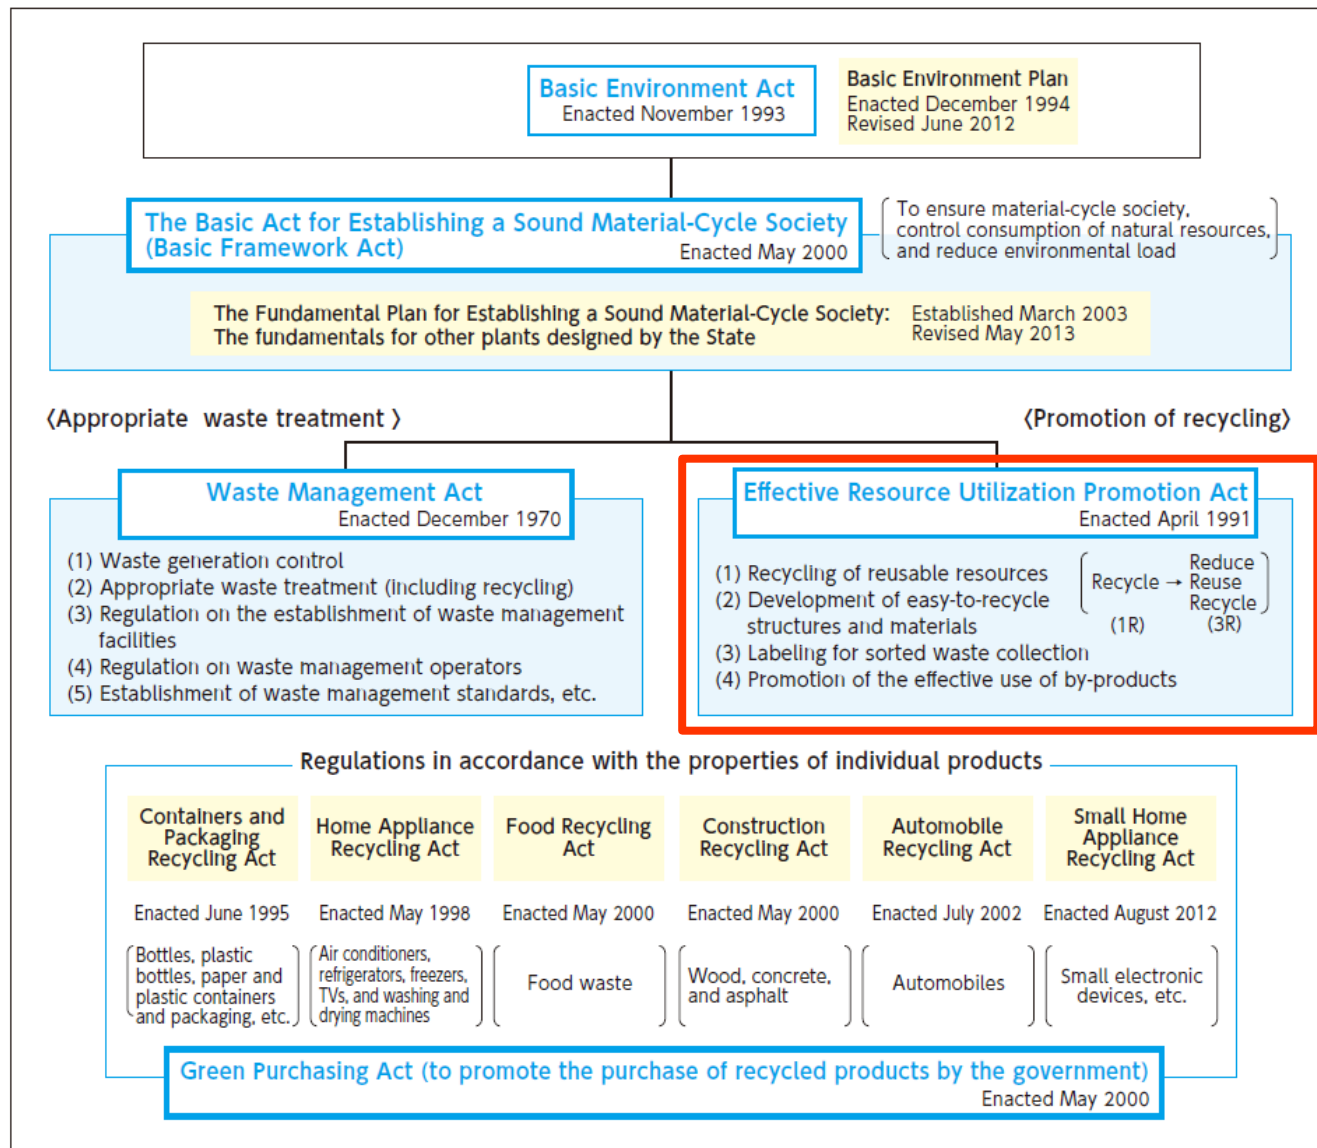 Basic Environment Act
Enacted November 1993
Basic Environment Plan
Enacted December 1994
Revised June 2012
The Basic Act for Establishing a Sound Material-Cycle Society
(Basic Framework Act)
Enacted May 2000
To ensure material-cycle society,
control consumption of natural resources,
and reduce environmental load
The Fundamental Plan for Establishing a Sound Material-Cycle Society: Established March 2003
The fundamentals for other plants designed by the State Revised May 2013
〈Appropriate waste treatment 〉
〈Promotion of recycling〉
Waste Management Act
Enacted December 1970
(1) Waste generation control
(2) Appropriate waste treatment (including recycling)
(3) Regulation on the establishment of waste management
facilities
(4) Regulation on waste management operators
(5) Establishment of waste management standards, etc.
Effective Resource Utilization Promotion Act
Enacted April 1991
(1) Recycling of reusable resources
(2) Development of easy-to-recycle
structures and materials
(3) Labeling for sorted waste collection
(4) Promotion of the effective use of by-products
Recycle → Reduce
Reuse
Recycle
(1R) (3R)
Regulations in accordance with the properties of individual products
Containers and
Packaging
Recycling Act
Enacted June 1995
Bottles, plastic
bottles, paper and
plastic containers
and packaging, etc.
Home Appliance
Recycling Act
Enacted May 1998
Air conditioners,
refrigerators, freezers,
TVs, and washing and
drying machines
Food Recycling
Act
Enacted May 2000
Food waste
Construction
Recycling Act
Enacted May 2000
Wood, concrete,
and asphalt
Automobile
Recycling Act
Enacted July 2002
Automobiles
Small Home
Appliance
Recycling Act
Enacted August 2012
Small electronic
devices, etc.
Green Purchasing Act (to promote the purchase of recycled products by the government)
Enacted May 2000